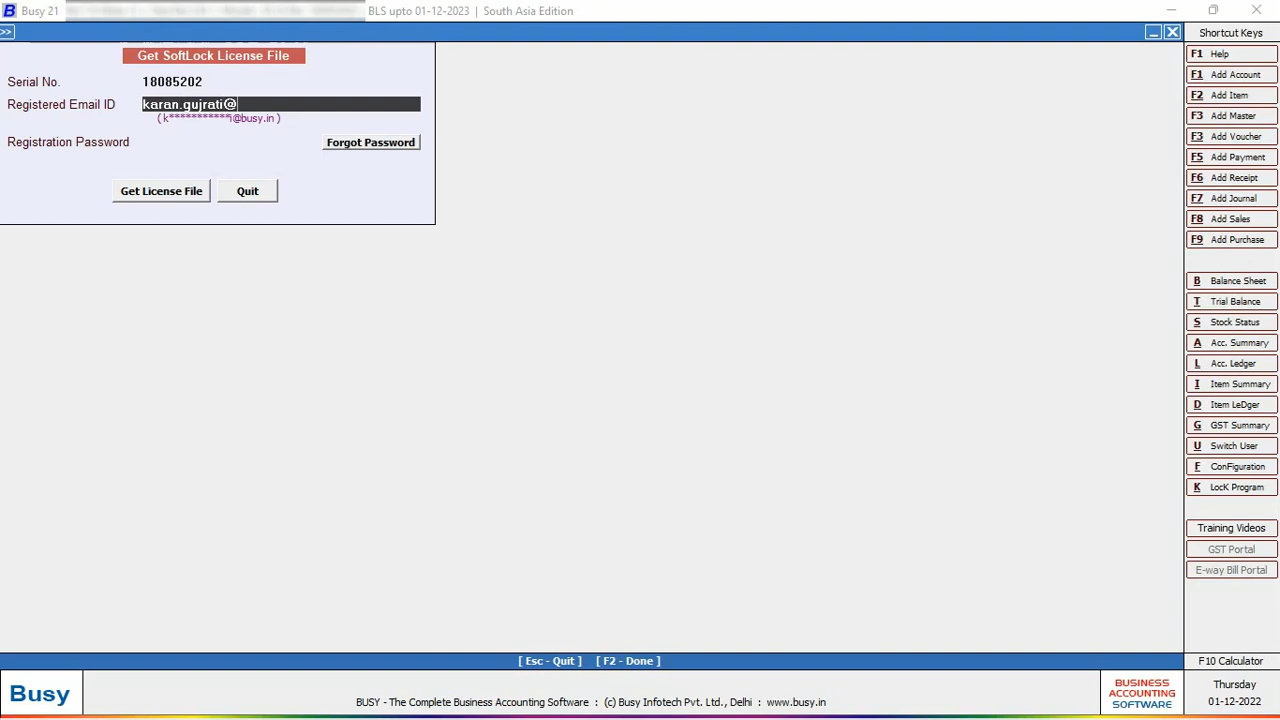 Busy 21
BLS upto 01-12-2023 | South Asia Edition
>>
Get SoftLock License File
Serial No. 18085202
Registered Email ID karan.gujrati@
(k***********i@busy.in)
Registration Password Forgot Password
Get License File Quit
Shortcut Keys
F1 Help
F1 Add Account
F2 Add Item
F3 Add Master
F3 Add Voucher
F5 Add Payment
F6 Add Receipt
F7 Add Journal
F8 Add Sales
F9 Add Purchase
B Balance Sheet
T Trial Balance
S Stock Status
A Acc. Summary
L Acc. Ledger
I Item Summary
D Item LeDger
G GST Summary
U Switch User
F ConFiguration
K LocK Program
Training Videos
GST Portal
E-way Bill Portal
[ Esc - Quit ] [ F2 - Done ]
F10 Calculator
Busy
BUSY - The Complete Business Accounting Software : (c) Busy Infotech Pvt. Ltd., Delhi : www.busy.in
BUSINESS
ACCOUNTING
SOFTWARE
Thursday
01-12-2022